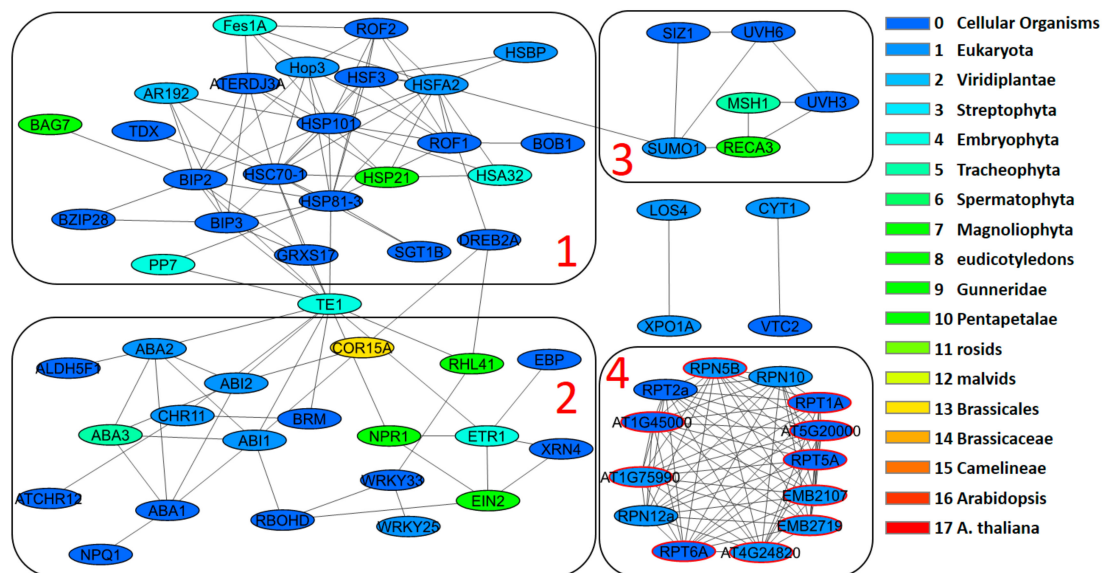 Fes1A
ROF2
HSBP
Hop3
HSF3
ATERDJ3A
HSFA2
AR192
BAG7
TDX
HSP101
ROF1
BOB1
BIP2
HSC70-1
HSP21
HSA32
HSP81-3
BZIP28
BIP3
GRXS17
SGT1B
DREB2A
PP7
1
TE1
SIZ1
UVH6
MSH1
UVH3
SUMO1
RECA3
3
LOS4
CYT1
XPO1A
VTC2
ABA2
COR15A
RHL41
EBP
ALDH5F1
ABI2
CHR11
BRM
2
ABA3
ABI1
NPR1
ETR1
XRN4
ATCHR12
ABA1
WRKY33
EIN2
RBOHD
WRKY25
NPQ1
4
RPN5B
RPN10
RPT2a
RPT1A
AT1G45000
AT5G20000
RPT5A
AT1G75990
EMB2107
RPN12a
EMB2719
RPT6A
AT4G24820
0 Cellular Organisms
1 Eukaryota
2 Viridiplantae
3 Streptophyta
4 Embryophyta
5 Tracheophyta
6 Spermatophyta
7 Magnoliophyta
8 eudicotyledons
9 Gunneridae
10 Pentapetalae
11 rosids
12 malvids
13 Brassicales
14 Brassicaceae
15 Camelineae
16 Arabidopsis
17 A. thaliana